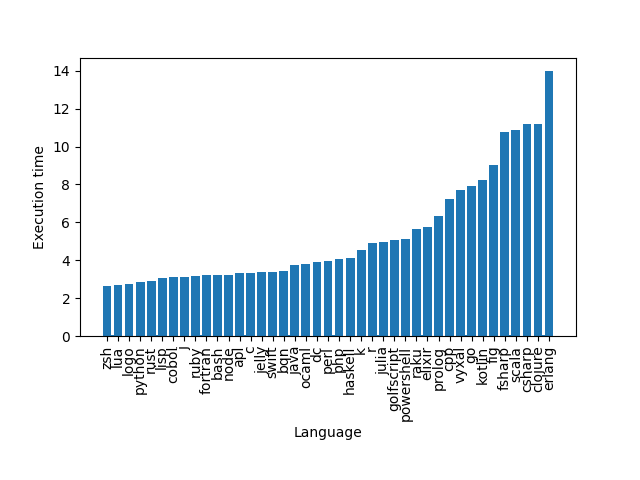 Execution time
14
12
10
8
6
4
2
0
zsh
lua
logo
python
rust
lisp
cobol
j
ruby
fortran
bash
node
apl
c
jelly
swift
bqn
java
ocaml
dc
perl
php
haskell
k
r
julia
golfscript
powershell
raku
elixir
prolog
cpp
vyxal
go
kotlin
fig
fsharp
scala
csharp
clojure
erlang
Language